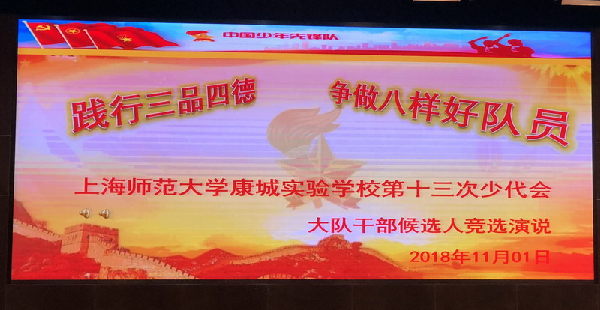 中国少年先锋队
践行三品四德 争做八样好队员
上海师范大学康城实验学校第十三次少代会
大队干部候选人竞选演说
2018年11月01日